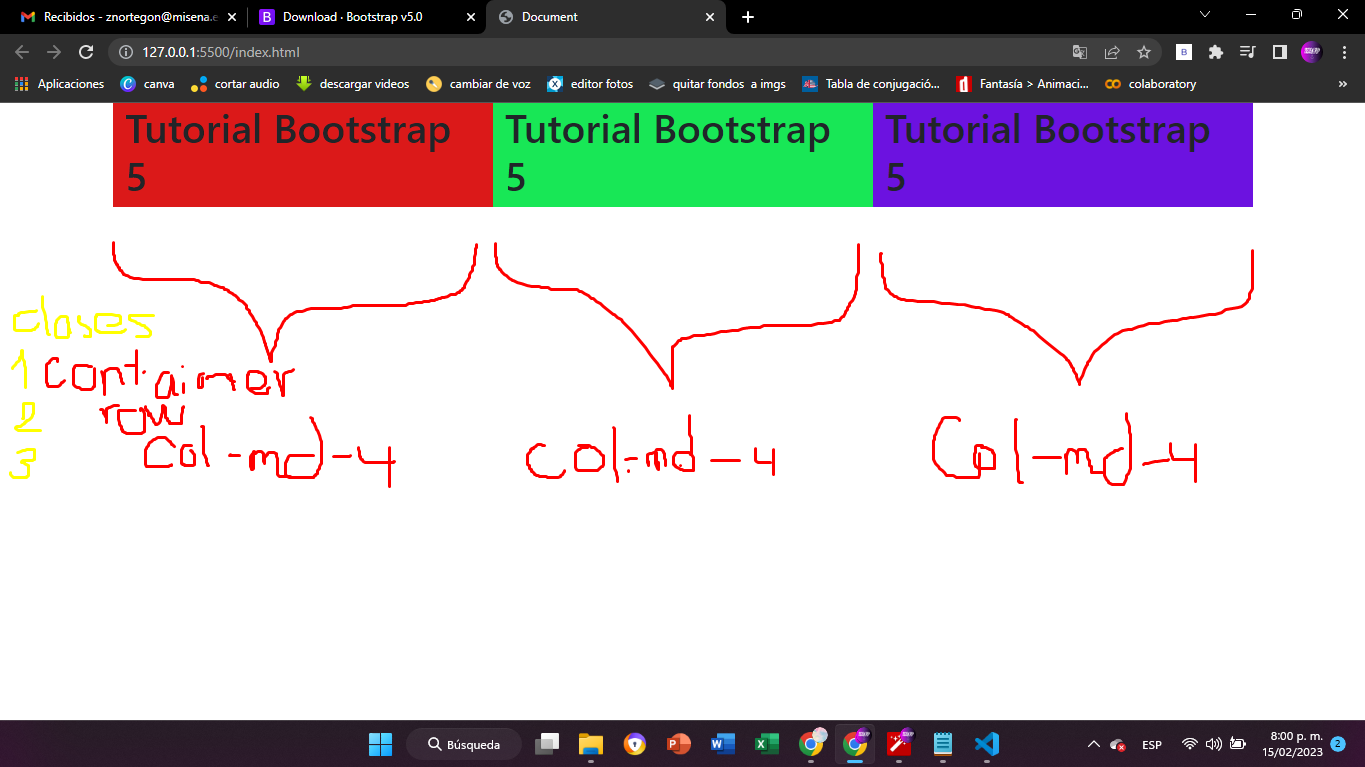 Recibidos - znortegon@misena.e
Download · Bootstrap v5.0
Document
127.0.0.1:5500/index.html
Aplicaciones canva cortar audio descargar videos cambiar de voz editor fotos quitar fondos a imgs Tabla de conjugació... Fantasía > Animaci... colaboratory »
Tutorial Bootstrap
5
Tutorial Bootstrap
5
Tutorial Bootstrap
5
clases
1 container
2 row
3 Col-md-4 col-md-4 Col-md-4
Búsqueda
ESP
8:00 p. m.
15/02/2023
2